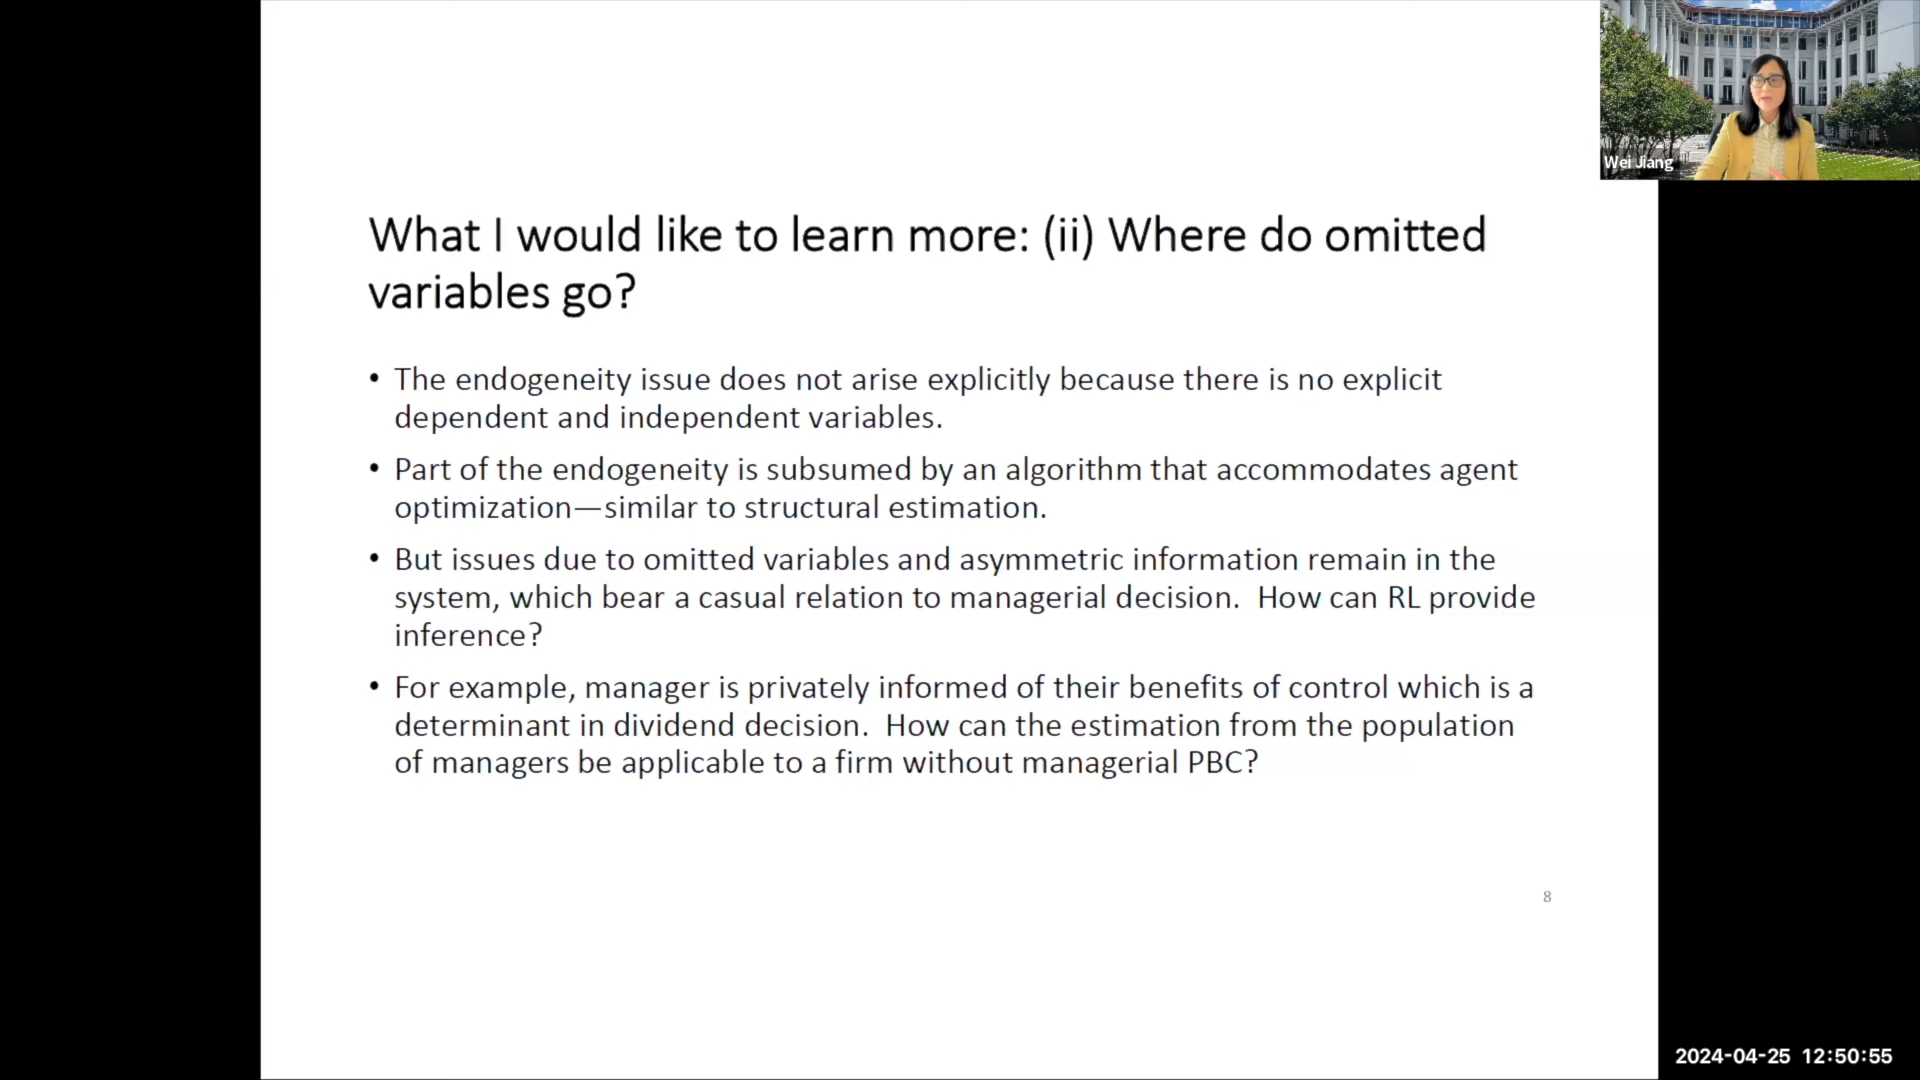 Wei Jiang
What I would like to learn more: (ii) Where do omitted
variables go?
• The endogeneity issue does not arise explicitly because there is no explicit
dependent and independent variables.
• Part of the endogeneity is subsumed by an algorithm that accommodates agent
optimization—similar to structural estimation.
• But issues due to omitted variables and asymmetric information remain in the
system, which bear a casual relation to managerial decision.  How can RL provide
inference?
• For example, manager is privately informed of their benefits of control which is a
determinant in dividend decision.  How can the estimation from the population
of managers be applicable to a firm without managerial PBC?
8
2024-04-25 12:50:55